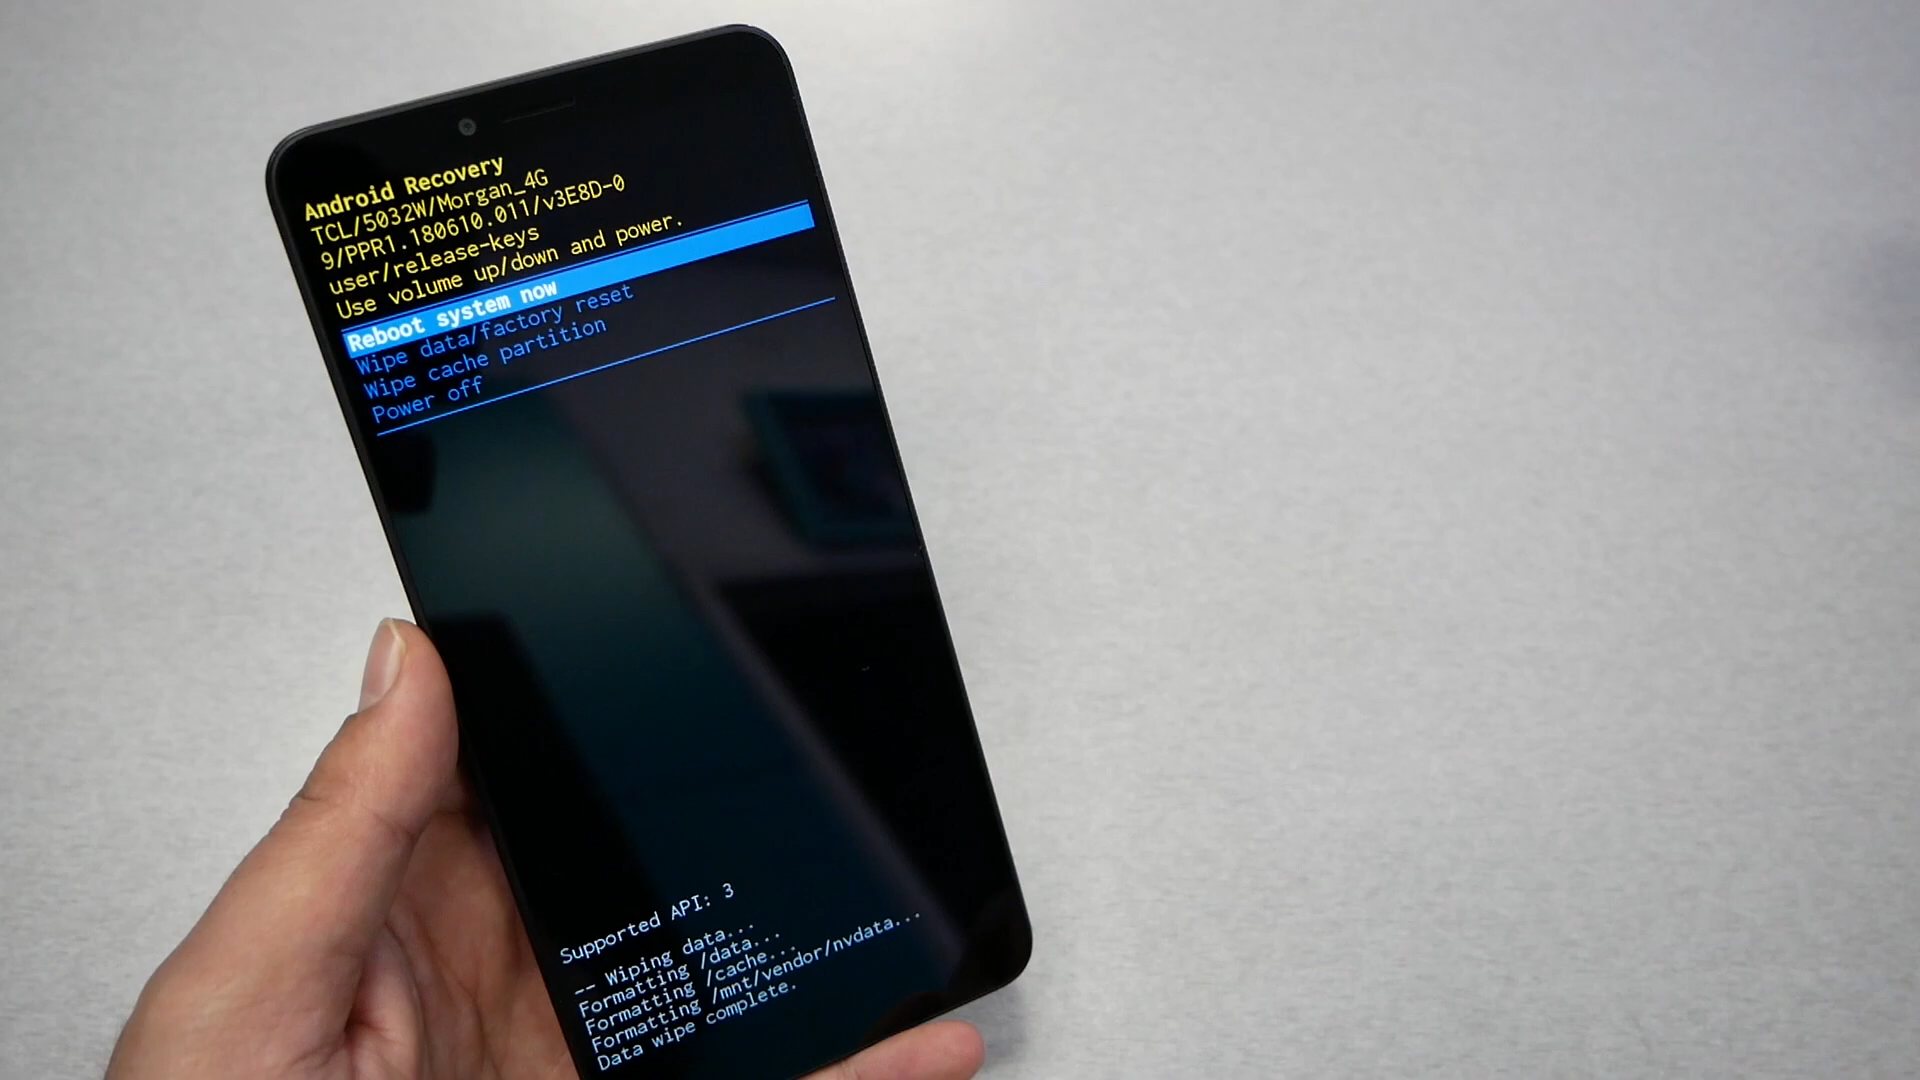 Android Recovery
TCL/5032W/Morgan_4G
9/PPR1.180610.011/v3E8D-0
user/release-keys
Use volume up/down and power.
Reboot system now
Wipe data/factory reset
Wipe cache partition
Power off
Supported API: 3
-- Wiping data...
Formatting /data...
Formatting /cache...
Formatting /mnt/vendor/nvdata...
Data wipe complete.